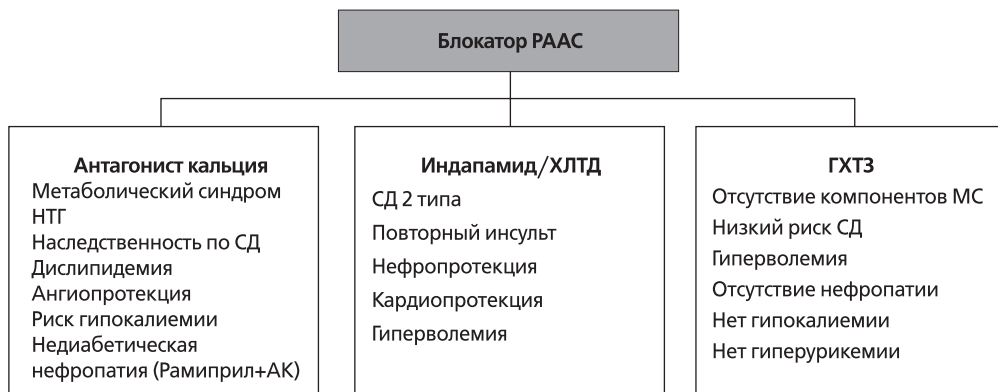 Блокатор РААС
Антагонист кальция
Метаболический синдром
НТГ
Наследственность по СД
Дислипидемия
Ангиопротекция
Риск гипокалиемии
Недиабетическая
нефропатия (Рамиприл+АК)
Индапамид/ХЛТД
СД 2 типа
Повторный инсульт
Нефропротекция
Кардиопротекция
Гиперволемия
ГХТЗ
Отсутствие компонентов МС
Низкий риск СД
Гиперволемия
Отсутствие нефропатии
Нет гипокалиемии
Нет гиперурикемии